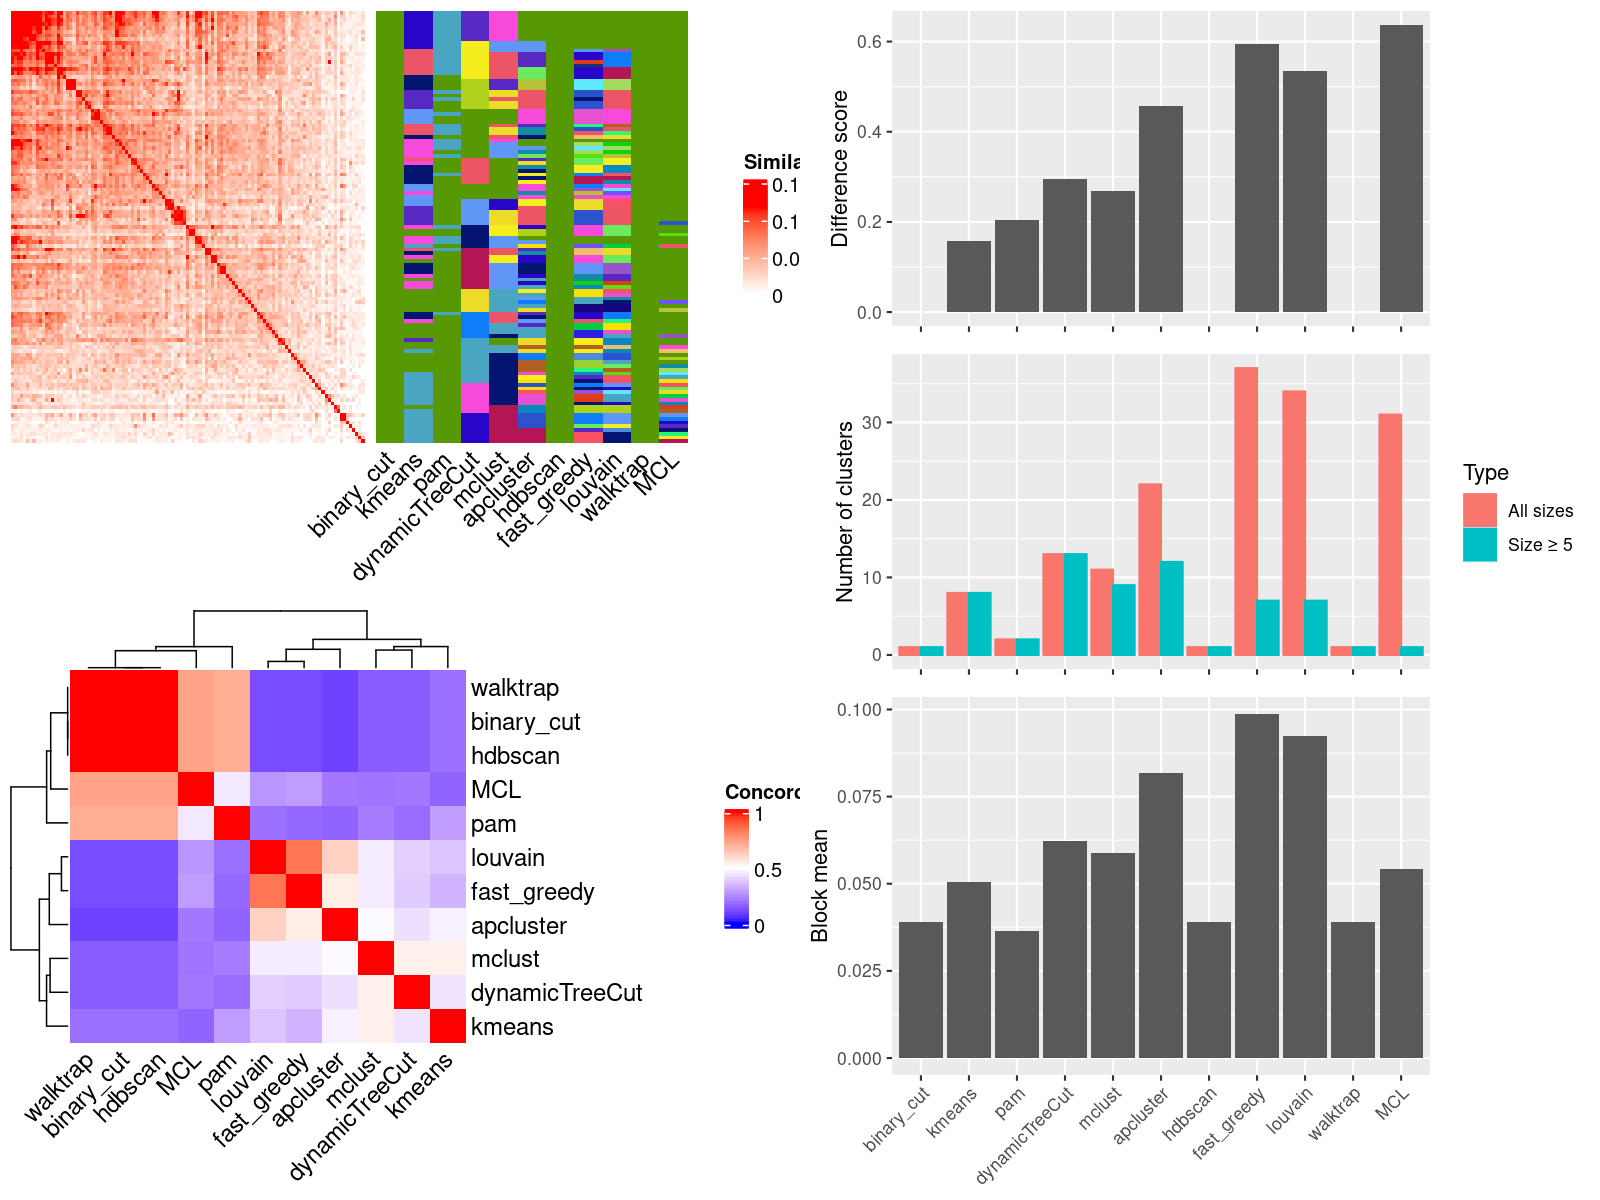 Simila
0.1
0.1
0.0
0
binary_cut
kmeans
pam
dynamicTreeCut
mclust
apcluster
hdbscan
fast_greedy
louvain
walktrap
MCL
walktrap
binary_cut
hdbscan
MCL
pam
louvain
fast_greedy
apcluster
mclust
dynamicTreeCut
kmeans
walktrap
binary_cut
hdbscan
MCL
pam
louvain
fast_greedy
apcluster
mclust
dynamicTreeCut
kmeans
Concord
1
0.5
0
Difference score
0.6
0.4
0.2
0.0
Number of clusters
30
20
10
0
Type
All sizes
Size ≥ 5
Block mean
0.100
0.075
0.050
0.025
0.000
binary_cut
kmeans
pam
dynamicTreeCut
mclust
apcluster
hdbscan
fast_greedy
louvain
walktrap
MCL